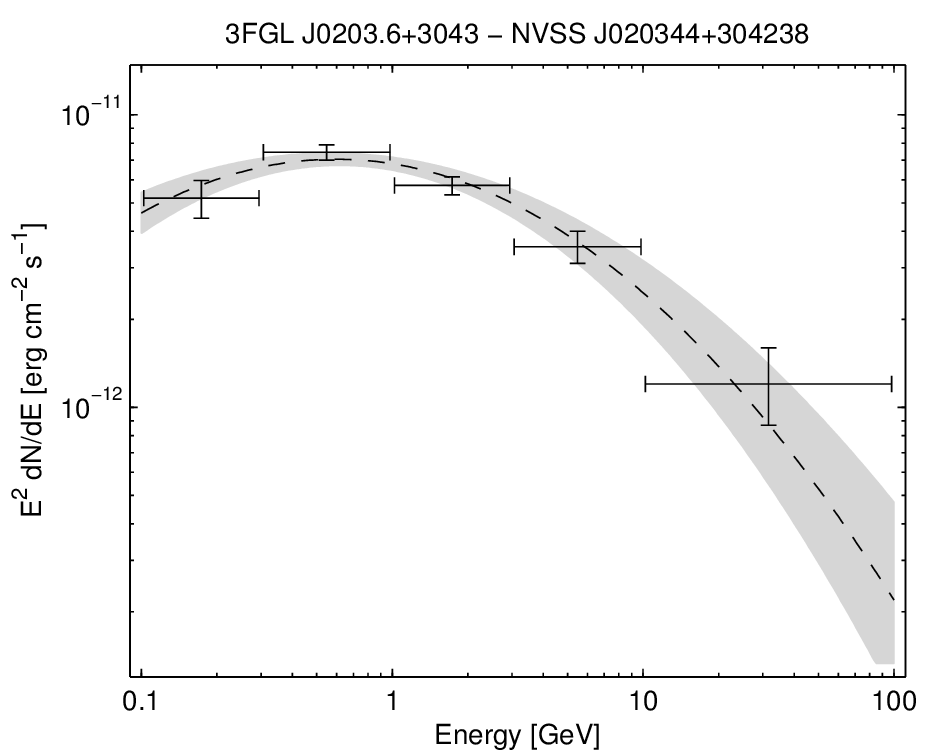 3FGL J0203.6+3043 − NVSS J020344+304238
10⁻¹¹
10⁻¹²
E² dN/dE [erg cm⁻² s⁻¹]
0.1 1 10 100
Energy [GeV]